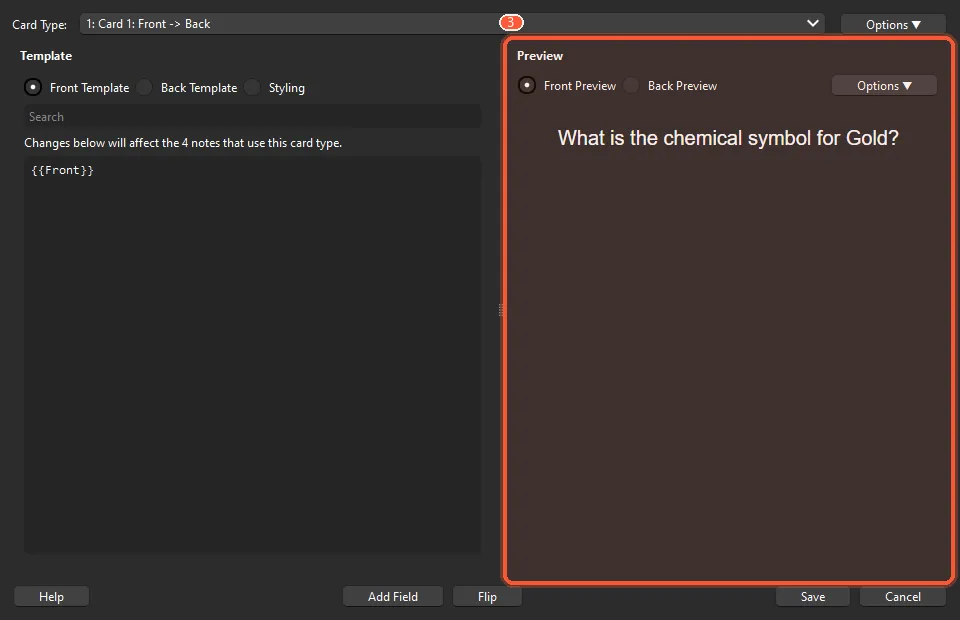 Card Type: 1: Card 1: Front -> Back 3 Options ▼
Template
Front Template Back Template Styling
Search
Changes below will affect the 4 notes that use this card type.
{{Front}}
Preview
Front Preview Back Preview Options ▼
What is the chemical symbol for Gold?
Help Add Field Flip Save Cancel